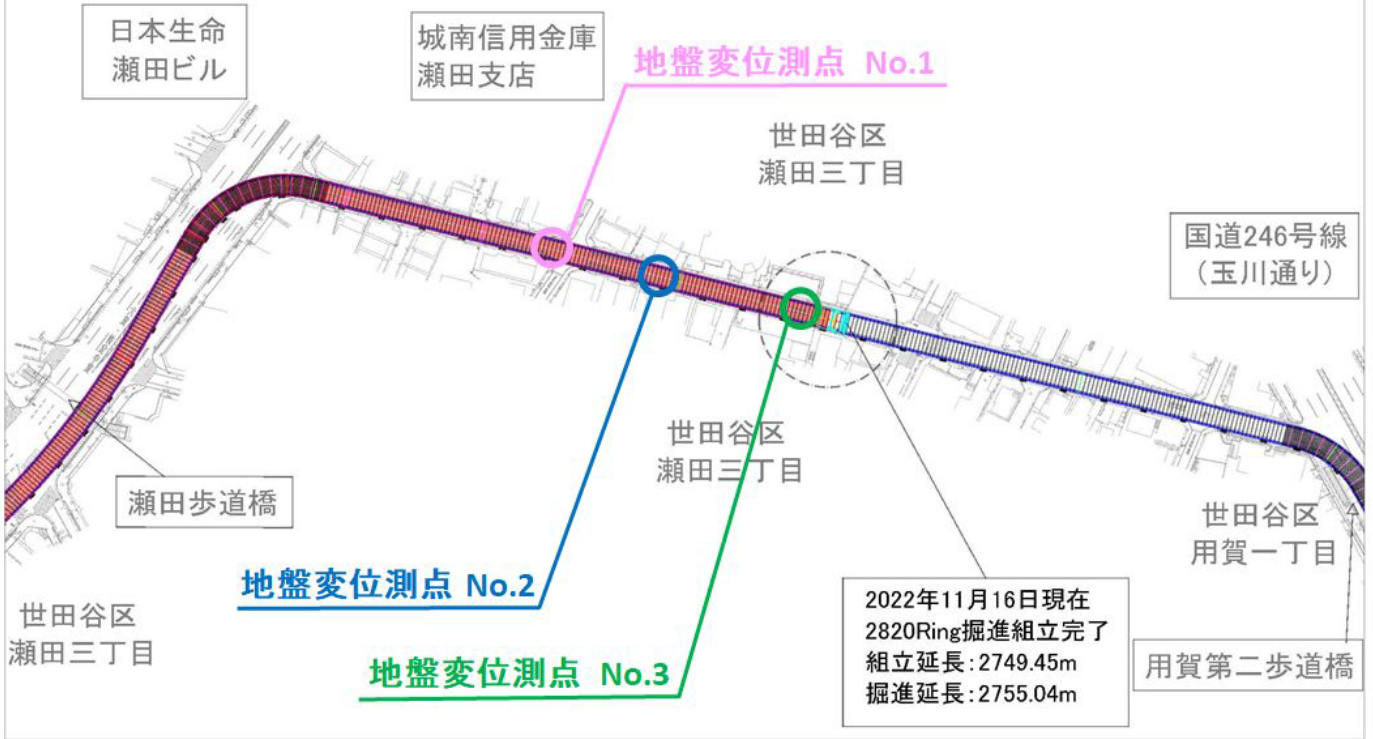 日本生命
瀬田ビル
城南信用金庫
瀬田支店
地盤変位測点 No.1
世田谷区
瀬田三丁目
国道246号線
（玉川通り）
世田谷区
瀬田三丁目
瀬田歩道橋
世田谷区
用賀一丁目
地盤変位測点 No.2
世田谷区
瀬田三丁目
2022年11月16日現在
2820Ring掘進組立完了
組立延長：2749.45m
掘進延長：2755.04m
用賀第二歩道橋
地盤変位測点 No.3